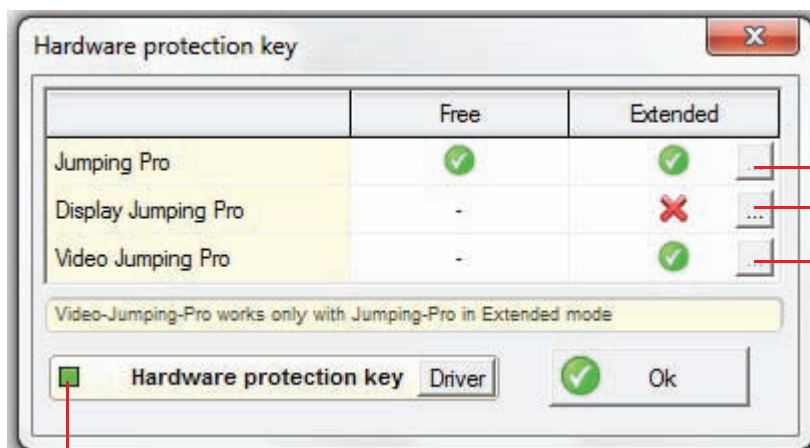 Hardware protection key
Free Extended
Jumping Pro ...
Display Jumping Pro - ...
Video Jumping Pro - ...
Video-Jumping-Pro works only with Jumping-Pro in Extended mode
Hardware protection key Driver Ok